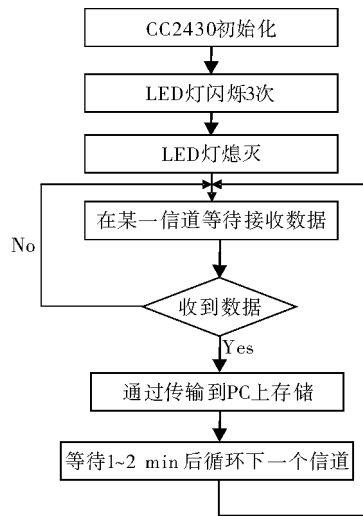 CC2430初始化
LED灯闪烁3次
LED灯熄灭
在某一信道等待接收数据
No
收到数据
Yes
通过传输到PC上存储
等待1~2 min后循环下一个信道